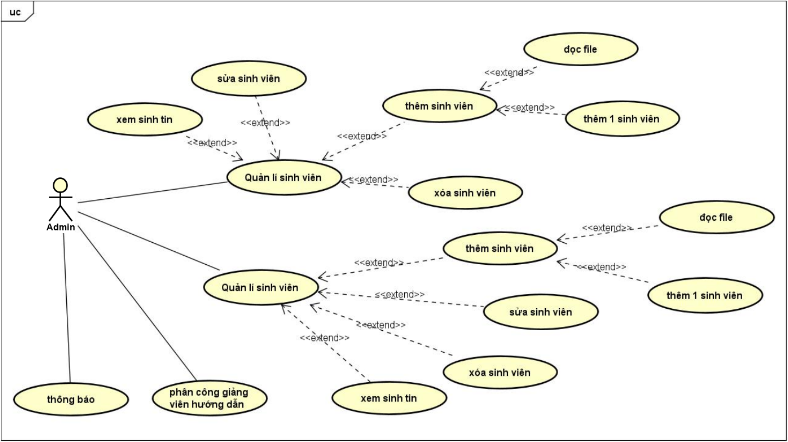 uc
đọc file
<<extend>>
sửa sinh viên
thêm sinh viên
<<extend>>
thêm 1 sinh viên
xem sinh tin
<<extend>>
<<extend>>
<<extend>>
Quản lí sinh viên
<<extend>>
xóa sinh viên
Admin
đọc file
thêm sinh viên
<<extend>>
<<extend>>
<<extend>>
Quản lí sinh viên
<<extend>>
thêm 1 sinh viên
sửa sinh viên
<<extend>>
<<extend>>
xóa sinh viên
thông báo
phân công giảng
viên hướng dẫn
xem sinh tin